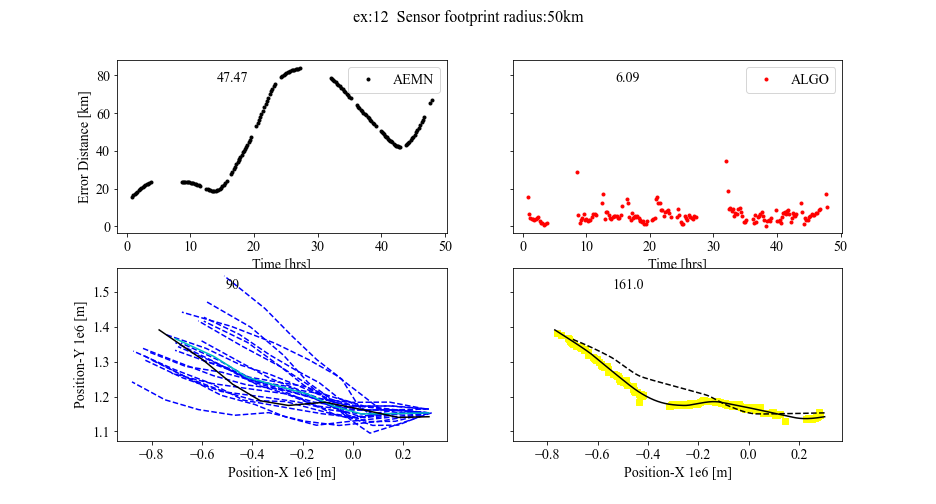 ex:12 Sensor footprint radius:50km
47.47
AEMN
Error Distance [km]
80
60
40
20
0
0 10 20 30 40 50
Time [hrs]
6.09
ALGO
0 10 20 30 40 50
Time [hrs]
90
Position-Y 1e6 [m]
1.5
1.4
1.3
1.2
1.1
−0.8 −0.6 −0.4 −0.2 0.0 0.2
Position-X 1e6 [m]
161.0
−0.8 −0.6 −0.4 −0.2 0.0 0.2
Position-X 1e6 [m]